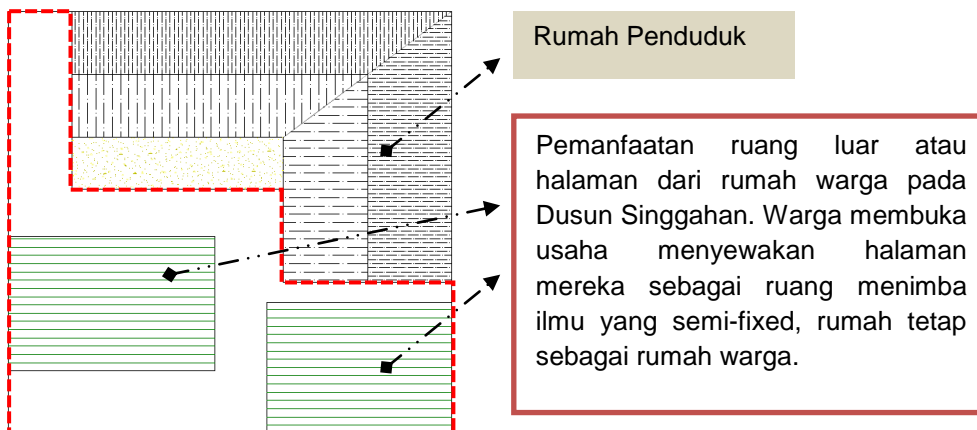 Rumah Penduduk
Pemanfaatan ruang luar atau
halaman dari rumah warga pada
Dusun Singgahan. Warga membuka
usaha menyewakan halaman
mereka sebagai ruang menimba
ilmu yang semi-fixed, rumah tetap
sebagai rumah warga.